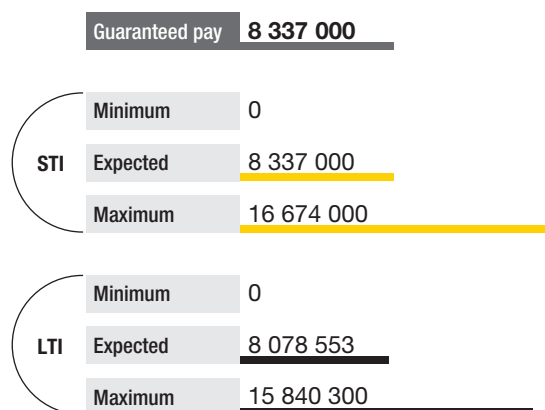 Guaranteed pay 8 337 000
Minimum 0
STI Expected 8 337 000
Maximum 16 674 000
Minimum 0
LTI Expected 8 078 553
Maximum 15 840 300